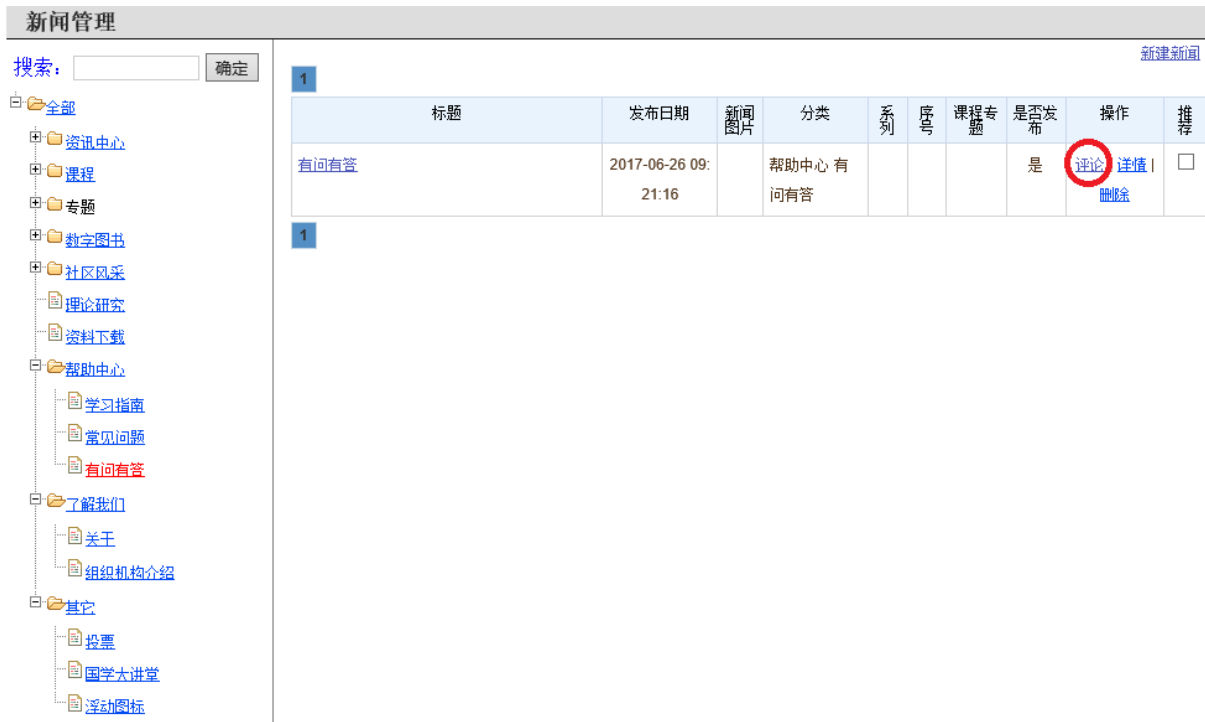 新闻管理
搜索：
确定
全部
资讯中心
课程
专题
数字图书
社区风采
理论研究
资料下载
帮助中心
学习指南
常见问题
有问有答
了解我们
关于
组织机构介绍
其它
投票
国学大讲堂
浮动图标
新建新闻
1
标题 发布日期 新闻图片 分类 系列 序号 课程专题 是否发布 操作 推荐
有问有答 2017-06-26 09: 帮助中心 有 是 评论 详情 |
21:16 问有答 删除
1